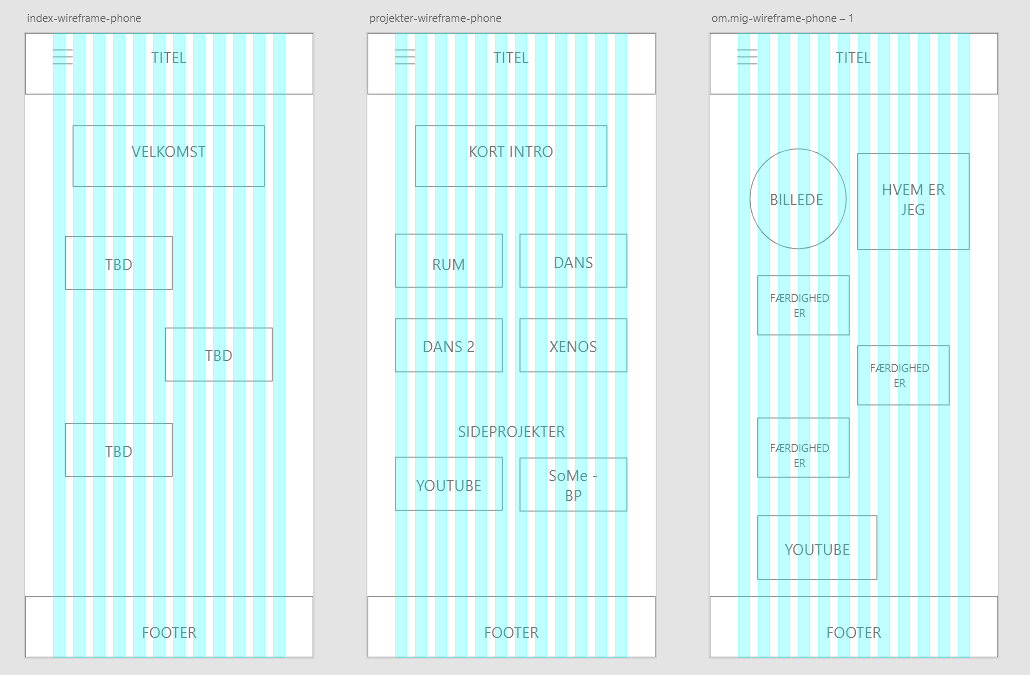 index-wireframe-phone
TITEL
VELKOMST
TBD
TBD
TBD
FOOTER
projekter-wireframe-phone
TITEL
KORT INTRO
RUM
DANS
DANS 2
XENOS
SIDEPROJEKTER
YOUTUBE
SoMe -
BP
FOOTER
om.mig-wireframe-phone – 1
TITEL
BILLEDE
HVEM ER
JEG
FÆRDIGHED
ER
FÆRDIGHED
ER
FÆRDIGHED
ER
YOUTUBE
FOOTER